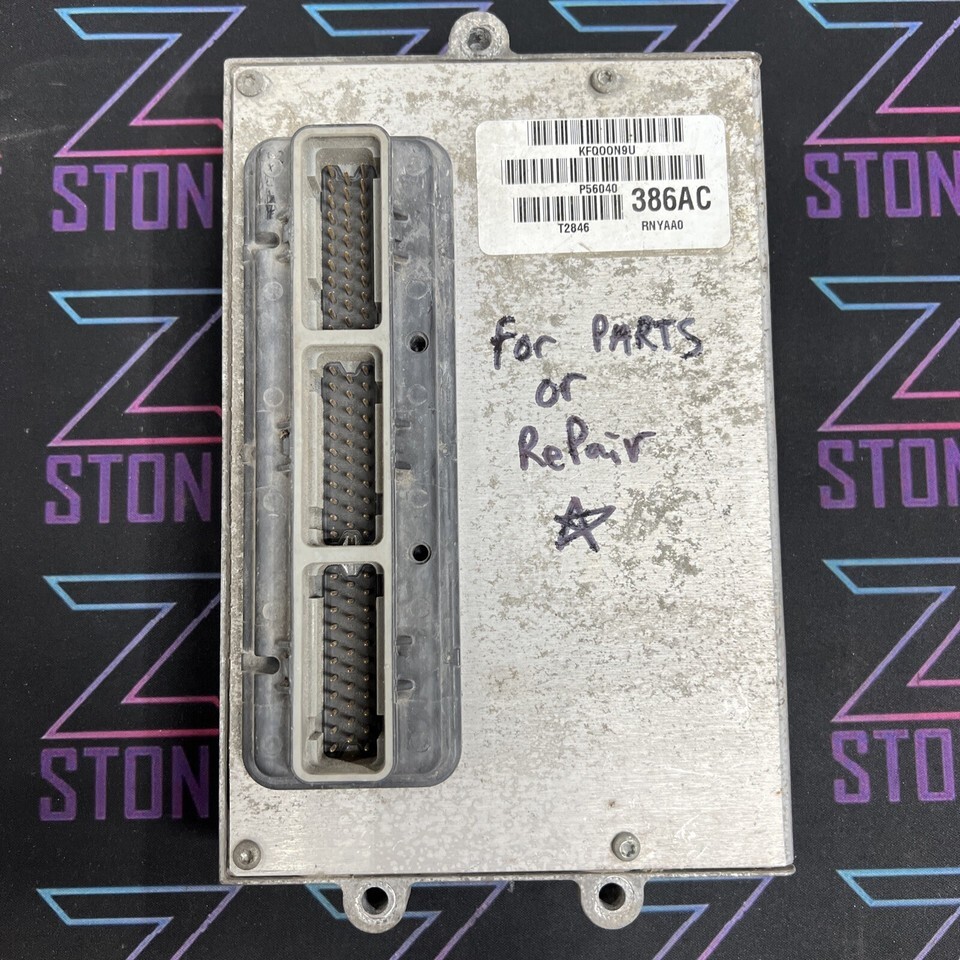 KFQ00N9U
P56040
386AC
T2846 RNYAA0
For PARTS
or
RePair
STON
STON
STON
STON
STON
STON